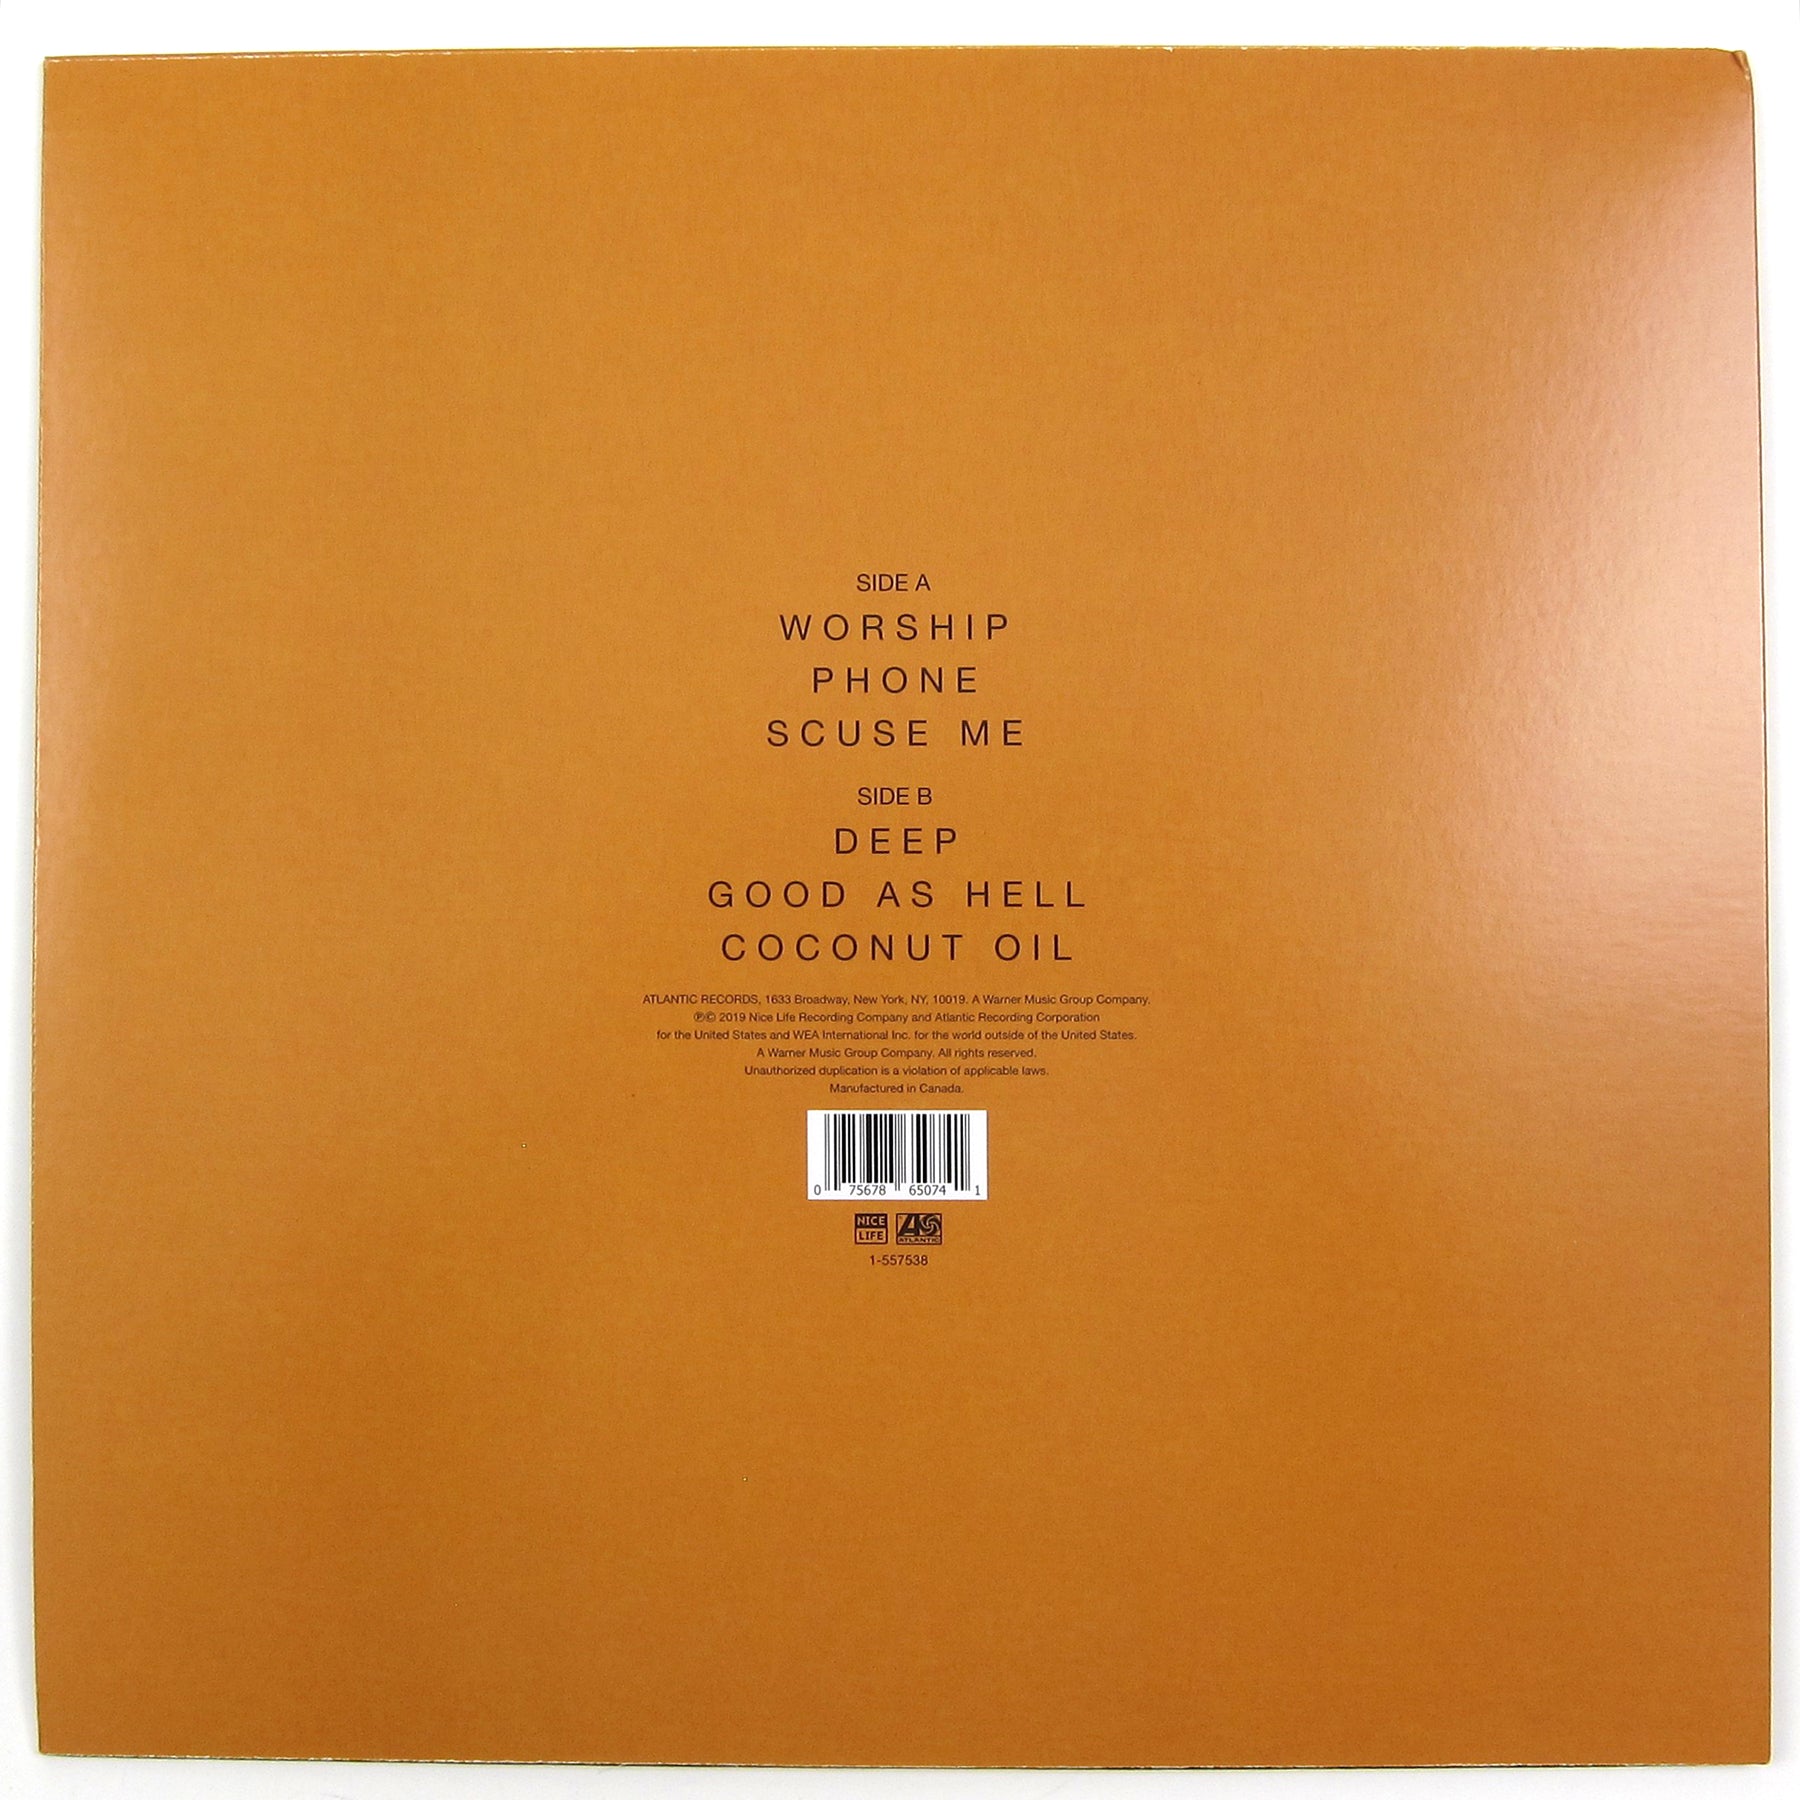 SIDE A
WORSHIP
PHONE
SCUSE ME
SIDE B
DEEP
GOOD AS HELL
COCONUT OIL
ATLANTIC RECORDS, 1633 Broadway, New York, NY, 10019. A Warner Music Group Company.
℗© 2019 Nice Life Recording Company and Atlantic Recording Corporation
for the United States and WEA International Inc. for the world outside of the United States.
A Warner Music Group Company. All rights reserved.
Unauthorized duplication is a violation of applicable laws.
Manufactured in Canada.
0 75678 65074 1
NICE
LIFE
ATLANTIC
1-557538